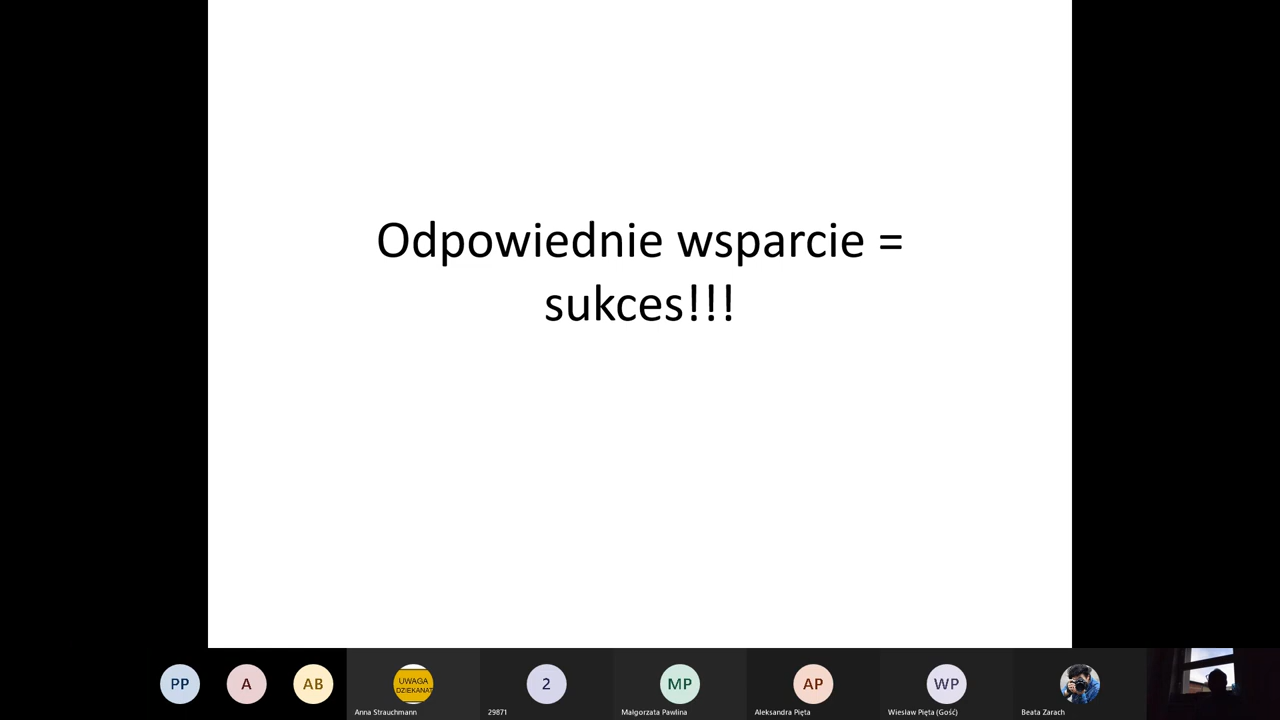 Odpowiednie wsparcie =
sukces!!!
PP
A
AB
UWAGA
DZIEKANAT
Anna Strauchmann
2
29871
MP
Małgorzata Pawlina
AP
Aleksandra Pięta
WP
Wiesław Pięta (Gość)
Beata Zarach